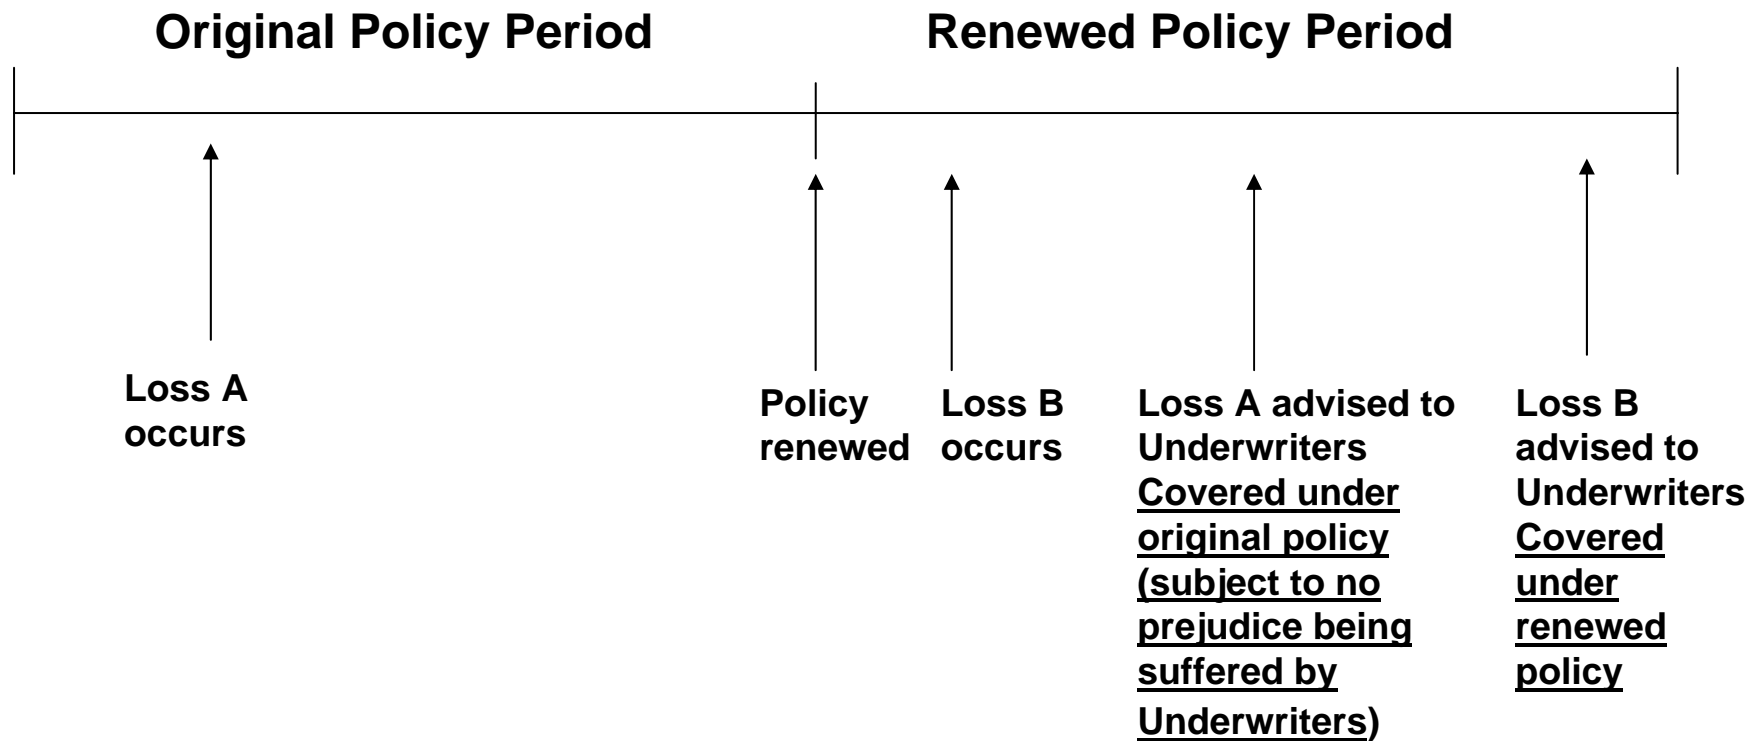 Original Policy Period
Renewed Policy Period
Loss A
occurs
Policy
renewed
Loss B
occurs
Loss A advised to
Underwriters
Covered under
original policy
(subject to no
prejudice being
suffered by
Underwriters)
Loss B
advised to
Underwriters
Covered
under
renewed
policy